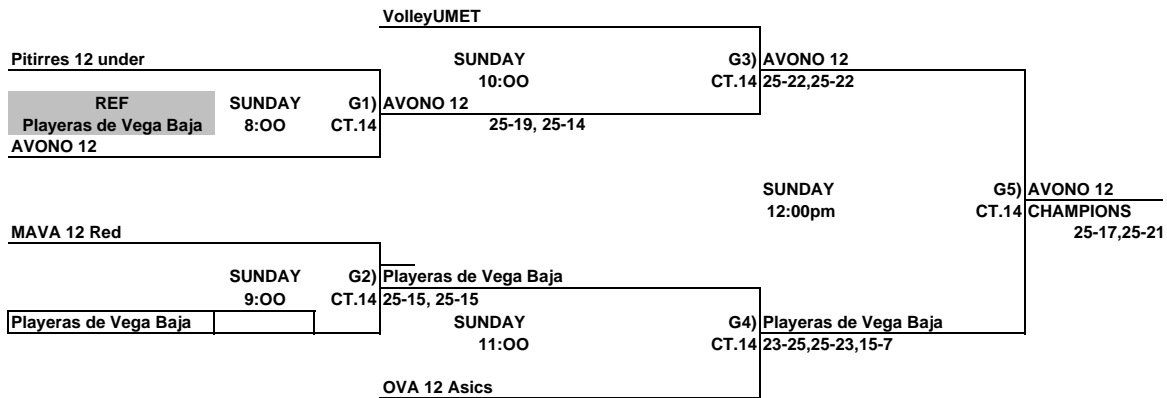 VolleyUMET
Pitirres 12 under SUNDAY G3) AVONO 12
10:OO CT.14 25-22,25-22
REF SUNDAY G1) AVONO 12
Playeras de Vega Baja 8:OO CT.14 25-19, 25-14
AVONO 12
SUNDAY G5) AVONO 12
12:00pm CT.14 CHAMPIONS
MAVA 12 Red 25-17,25-21
SUNDAY G2) Playeras de Vega Baja
9:OO CT.14 25-15, 25-15
Playeras de Vega Baja SUNDAY G4) Playeras de Vega Baja
11:OO CT.14 23-25,25-23,15-7
OVA 12 Asics